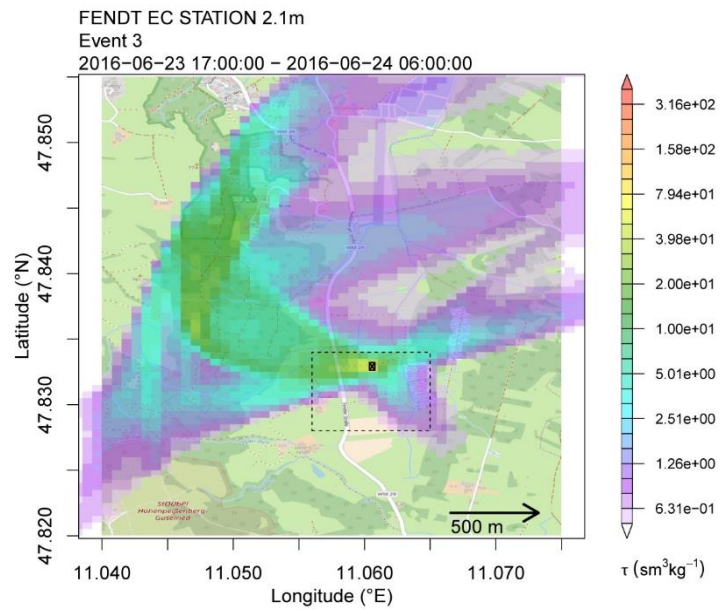 FENDT EC STATION 2.1m
Event 3
2016−06−23 17:00:00 − 2016−06−24 06:00:00
47.850
47.840
47.830
47.820
Latitude (°N)
11.040
11.050
11.060
11.070
Longitude (°E)
500 m
StOÜbPl
Hohenpeißenberg-
3.16e+02
1.58e+02
7.94e+01
3.98e+01
2.00e+01
1.00e+01
5.01e+00
2.51e+00
1.26e+00
6.31e−01
τ (sm³kg⁻¹)